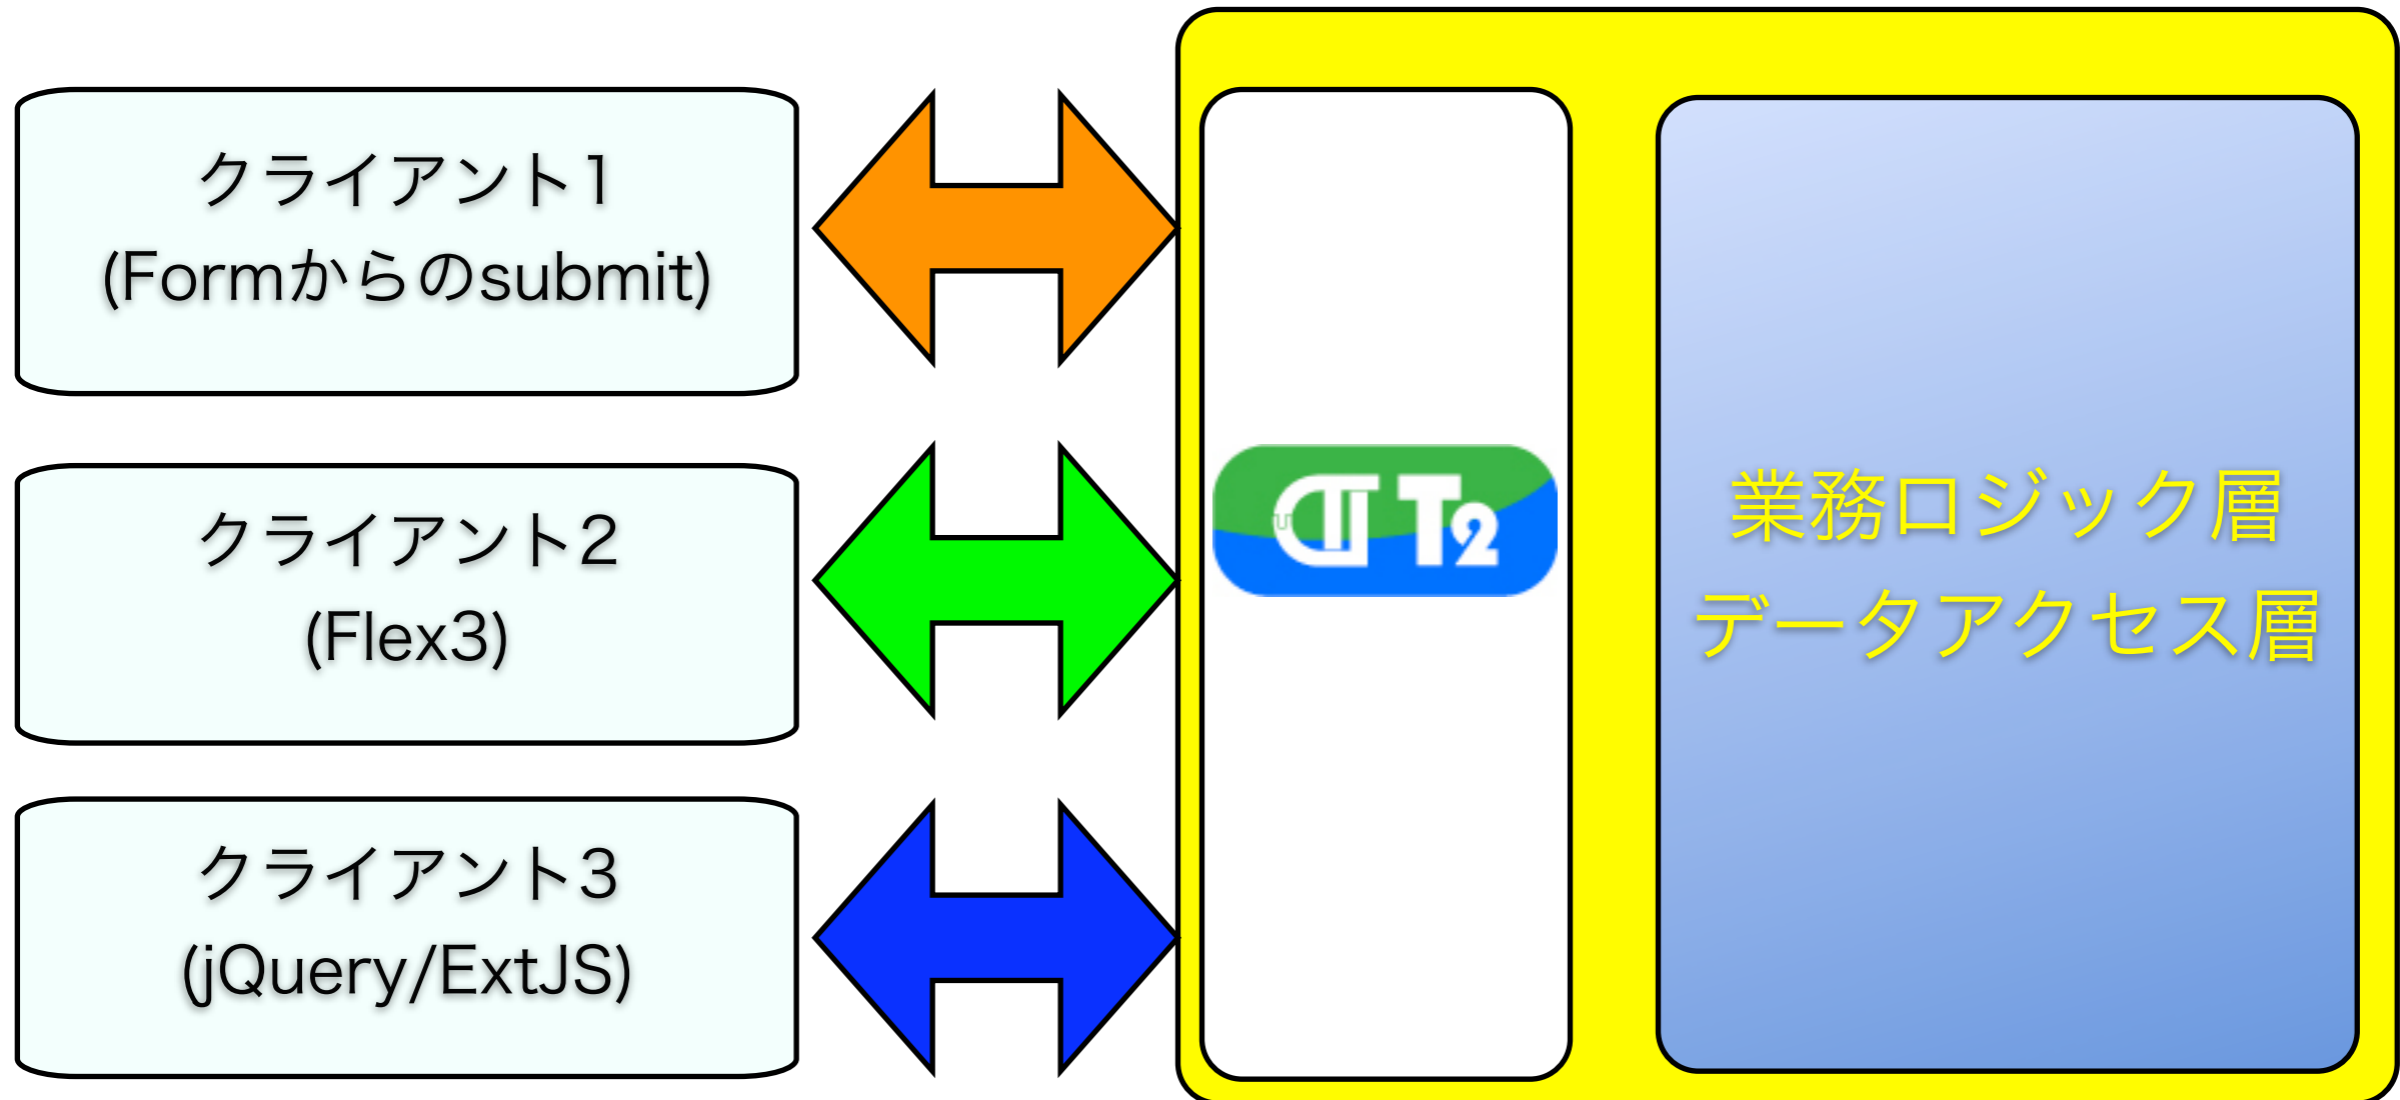 クライアント1
(Formからのsubmit)
クライアント2
(Flex3)
クライアント3
(jQuery/ExtJS)
T2
業務ロジック層
データアクセス層